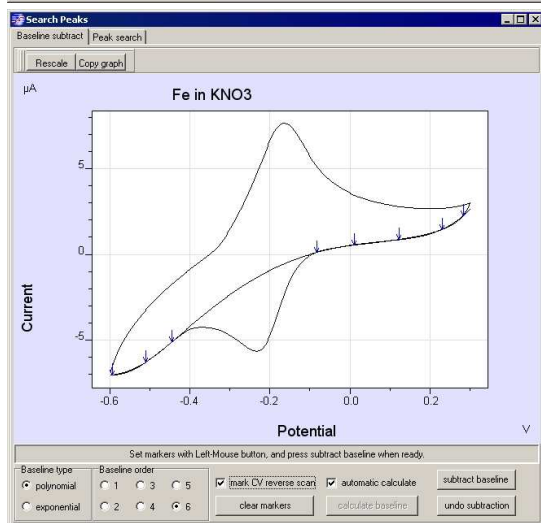 Search Peaks
Baseline subtract Peak search
Rescale Copy graph
µA
Fe in KNO3
5
0
-5
Current
-0.6 -0.4 -0.2 0.0 0.2
Potential V
Set markers with Left-Mouse button, and press subtract baseline when ready.
Baseline type Baseline order
polynomial 1 3 5 mark CV reverse scan automatic calculate subtract baseline
exponential 2 4 6 clear markers calculate baseline undo subtraction